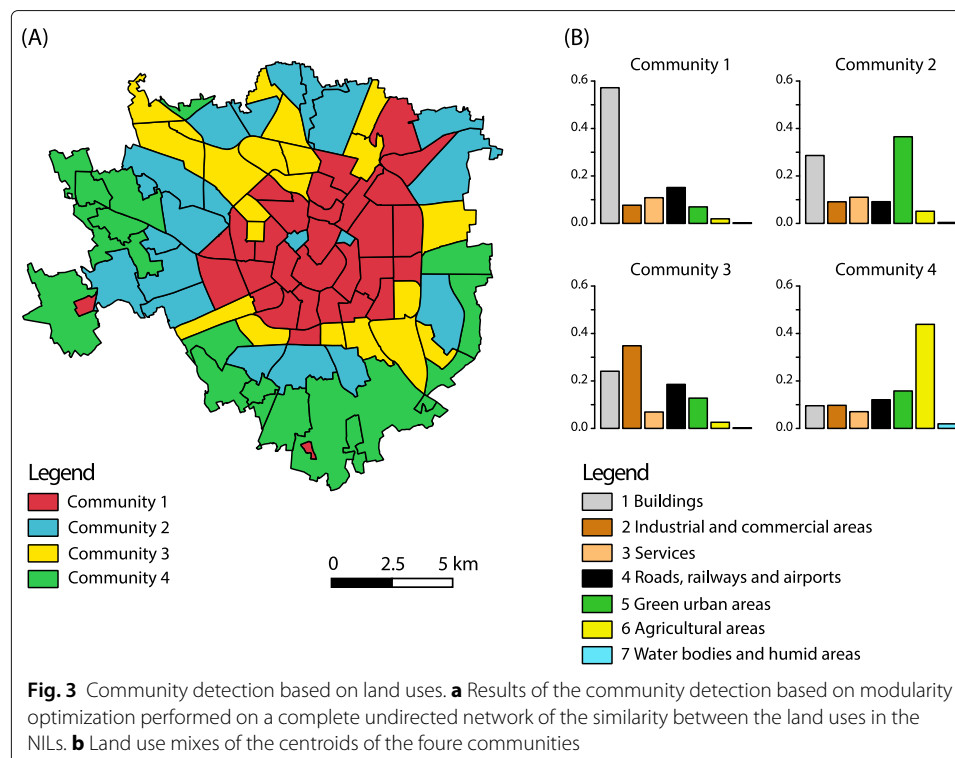 (A)
Legend
Community 1
Community 2
Community 3
Community 4
0 2.5 5 km
(B)
Community 1
0.6
0.4
0.2
0.0
Community 2
0.6
0.4
0.2
0.0
Community 3
0.6
0.4
0.2
0.0
Community 4
0.6
0.4
0.2
0.0
Legend
1 Buildings
2 Industrial and commercial areas
3 Services
4 Roads, railways and airports
5 Green urban areas
6 Agricultural areas
7 Water bodies and humid areas
Fig. 3 Community detection based on land uses. a Results of the community detection based on modularity
optimization performed on a complete undirected network of the similarity between the land uses in the
NILs. b Land use mixes of the centroids of the foure communities